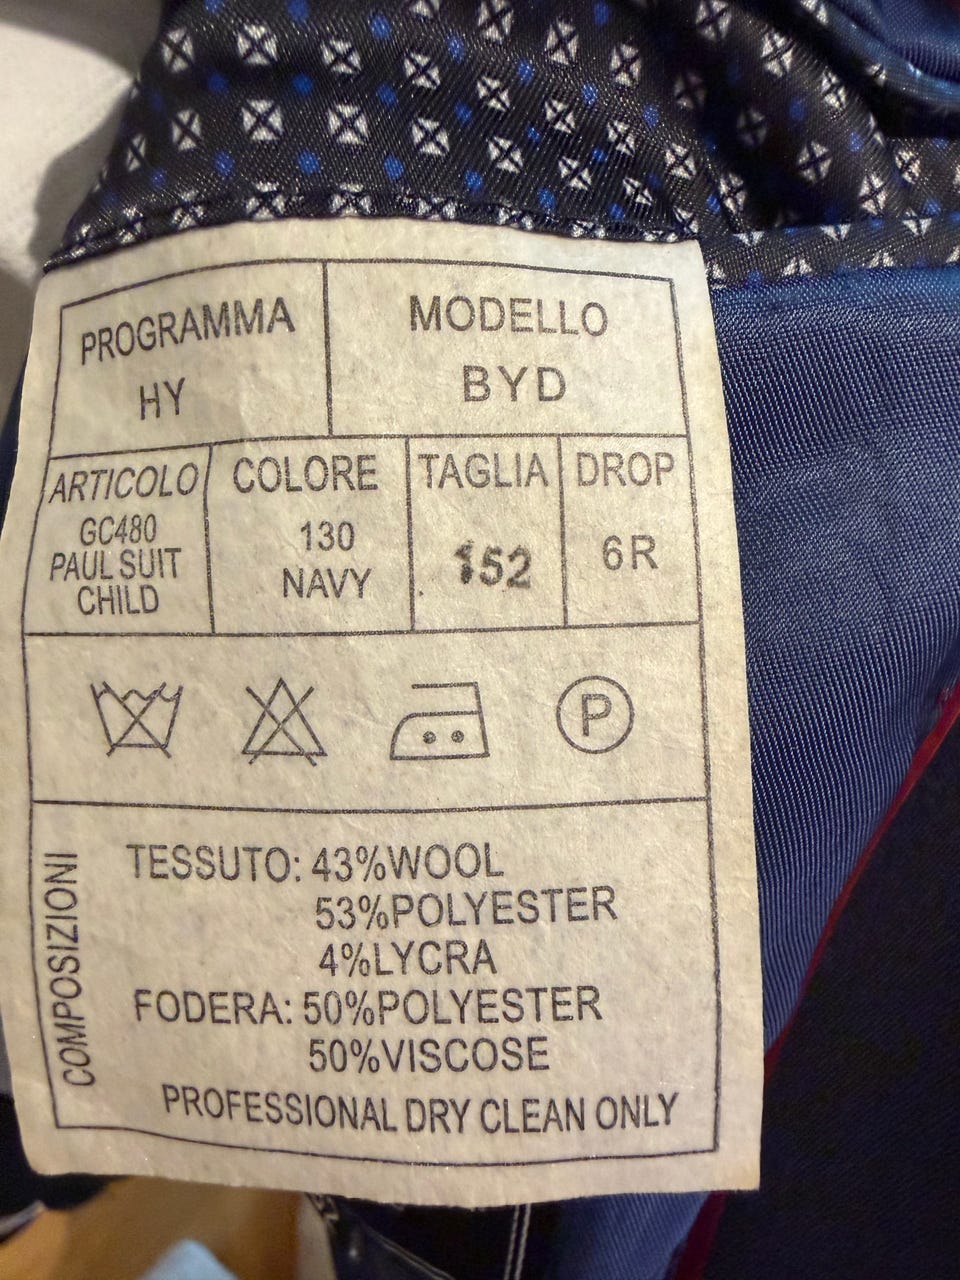 PROGRAMMA
HY
MODELLO
BYD
ARTICOLO
GC480
PAUL SUIT
CHILD
COLORE
130
NAVY
TAGLIA
152
DROP
6R
P
COMPOSIZIONI
TESSUTO: 43%WOOL
53%POLYESTER
4%LYCRA
FODERA: 50%POLYESTER
50%VISCOSE
PROFESSIONAL DRY CLEAN ONLY